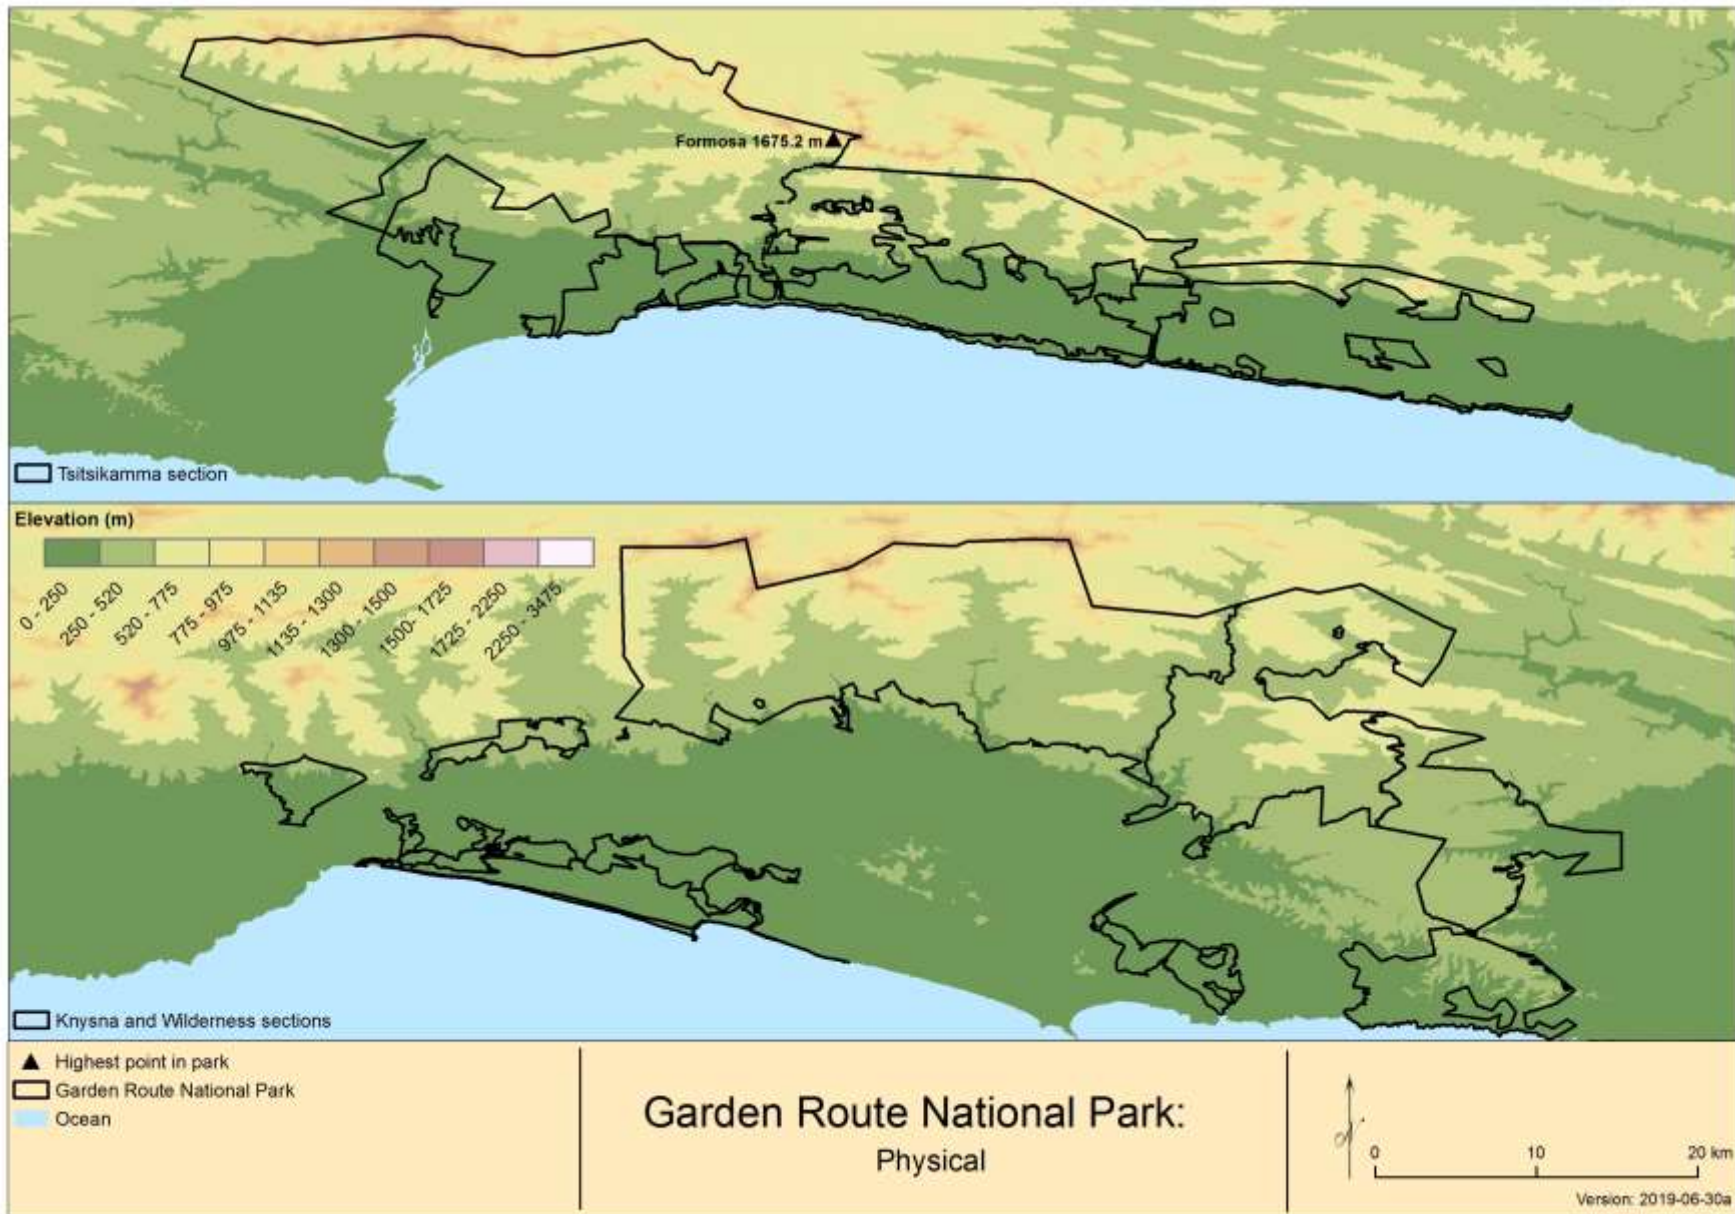 Formosa 1675.2 m
Tsitsikamma section
Elevation (m)
0 - 250
250 - 520
520 - 775
775 - 975
975 - 1135
1135 - 1300
1300 - 1500
1500- 1725
1725 - 2250
2250 - 3475
Knysna and Wilderness sections
Highest point in park
Garden Route National Park
Ocean
Garden Route National Park:
Physical
0 10 20 km
Version: 2019-06-30a